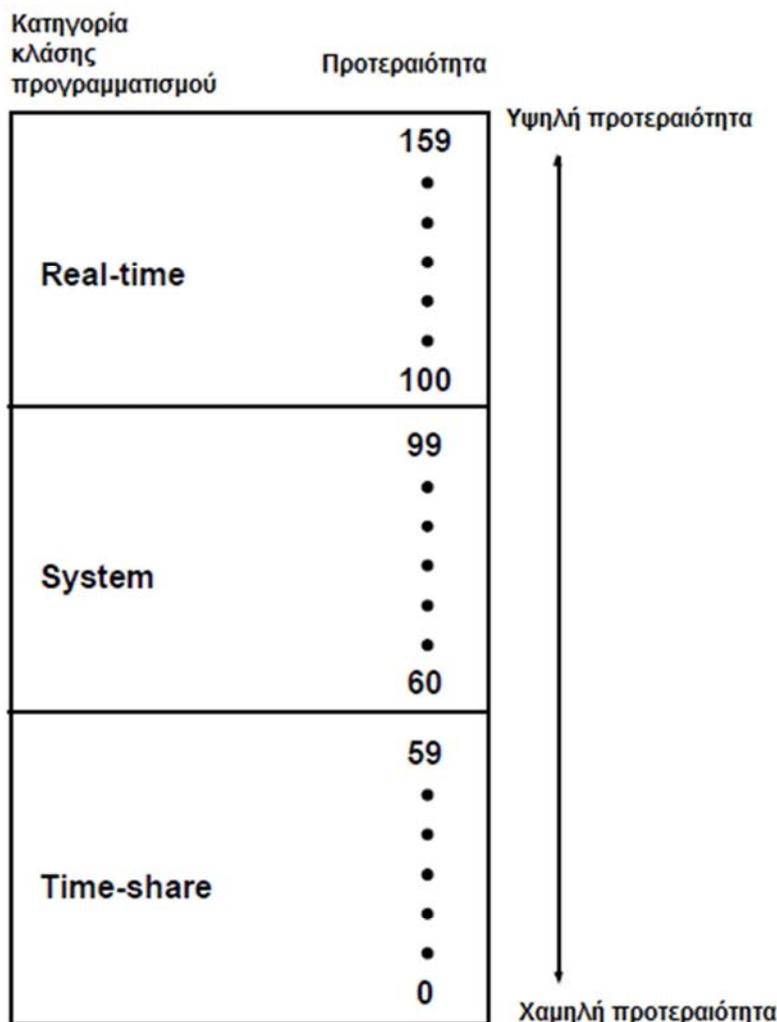 Κατηγορία
κλάσης
προγραμματισμού
Προτεραιότητα
Υψηλή προτεραιότητα
159
Real-time
100
99
System
60
59
Time-share
0
Χαμηλή προτεραιότητα